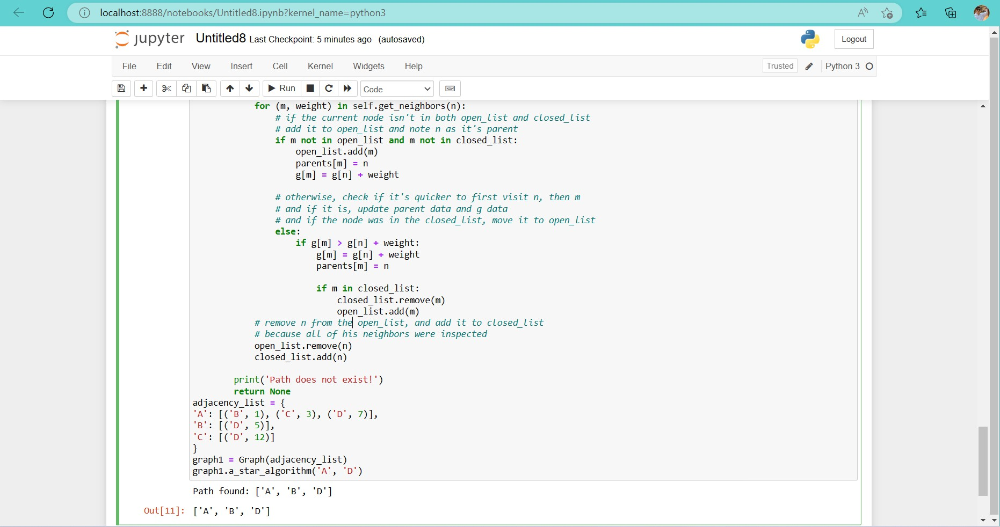 localhost:8888/notebooks/Untitled8.ipynb?kernel_name=python3
jupyter Untitled8 Last Checkpoint: 5 minutes ago (autosaved)
Logout
File Edit View Insert Cell Kernel Widgets Help
Trusted Python 3
Run Code
for (m, weight) in self.get_neighbors(n):
# if the current node isn't in both open_list and closed_list
# add it to open_list and note n as it's parent
if m not in open_list and m not in closed_list:
open_list.add(m)
parents[m] = n
g[m] = g[n] + weight
# otherwise, check if it's quicker to first visit n, then m
# and if it is, update parent data and g data
# and if the node was in the closed_list, move it to open_list
else:
if g[m] > g[n] + weight:
g[m] = g[n] + weight
parents[m] = n
if m in closed_list:
closed_list.remove(m)
open_list.add(m)
# remove n from the open_list, and add it to closed_list
# because all of his neighbors were inspected
open_list.remove(n)
closed_list.add(n)
print('Path does not exist!')
return None
adjacency_list = {
'A': [('B', 1), ('C', 3), ('D', 7)],
'B': [('D', 5)],
'C': [('D', 12)]
}
graph1 = Graph(adjacency_list)
graph1.a_star_algorithm('A', 'D')
Path found: ['A', 'B', 'D']
Out[11]: ['A', 'B', 'D']